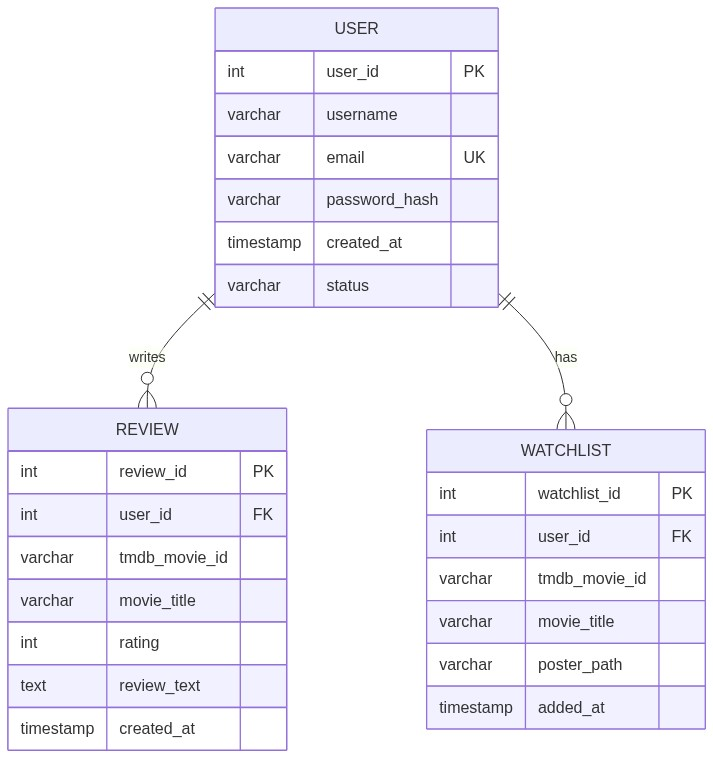 USER
int user_id PK
varchar username
varchar email UK
varchar password_hash
timestamp created_at
varchar status
writes
has
REVIEW
int review_id PK
int user_id FK
varchar tmdb_movie_id
varchar movie_title
int rating
text review_text
timestamp created_at
WATCHLIST
int watchlist_id PK
int user_id FK
varchar tmdb_movie_id
varchar movie_title
varchar poster_path
timestamp added_at